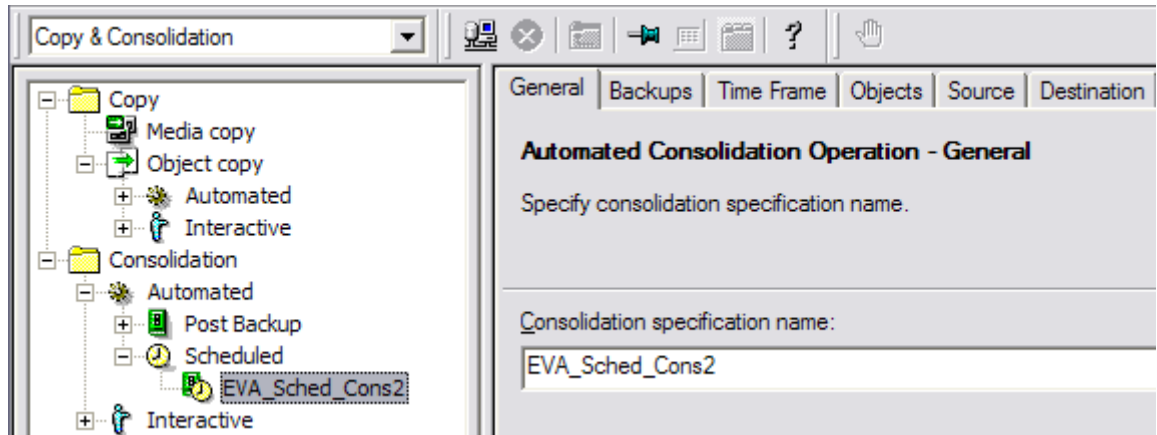 Copy & Consolidation
Copy
Media copy
Object copy
Automated
Interactive
Consolidation
Automated
Post Backup
Scheduled
EVA_Sched_Cons2
Interactive
General Backups Time Frame Objects Source Destination
Automated Consolidation Operation - General
Specify consolidation specification name.
Consolidation specification name:
EVA_Sched_Cons2